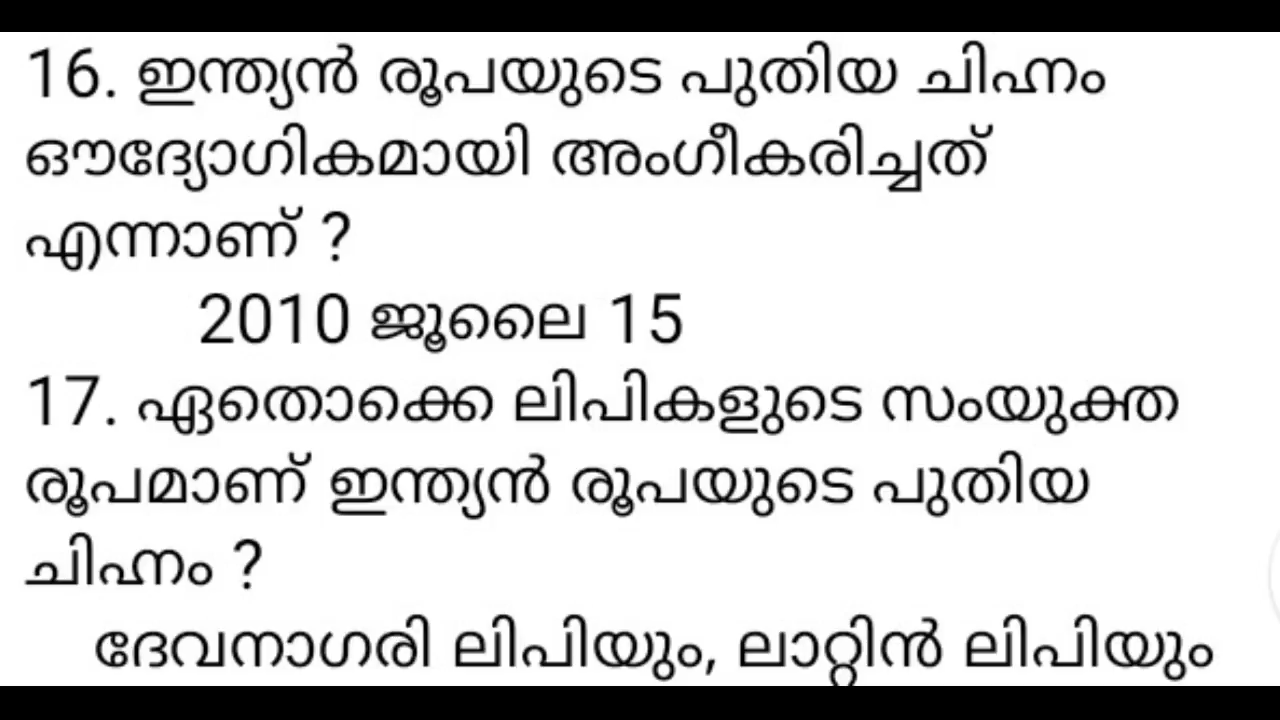 16. ഇന്ത്യൻ രൂപയുടെ പുതിയ ചിഹ്നം
ഔദ്യോഗികമായി അംഗീകരിച്ചത്
എന്നാണ് ?
2010 ജൂലൈ 15
17. ഏതൊക്കെ ലിപികളുടെ സംയുക്ത
രൂപമാണ് ഇന്ത്യൻ രൂപയുടെ പുതിയ
ചിഹ്നം ?
ദേവനാഗരി ലിപിയും, ലാറ്റിൻ ലിപിയും